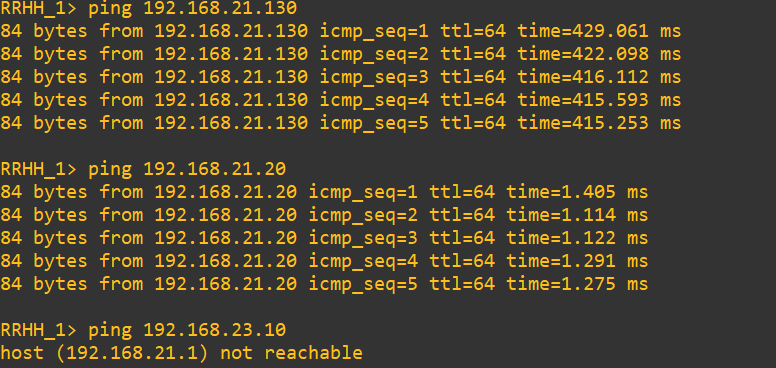 RRHH_1> ping 192.168.21.130
84 bytes from 192.168.21.130 icmp_seq=1 ttl=64 time=429.061 ms
84 bytes from 192.168.21.130 icmp_seq=2 ttl=64 time=422.098 ms
84 bytes from 192.168.21.130 icmp_seq=3 ttl=64 time=416.112 ms
84 bytes from 192.168.21.130 icmp_seq=4 ttl=64 time=415.593 ms
84 bytes from 192.168.21.130 icmp_seq=5 ttl=64 time=415.253 ms
RRHH_1> ping 192.168.21.20
84 bytes from 192.168.21.20 icmp_seq=1 ttl=64 time=1.405 ms
84 bytes from 192.168.21.20 icmp_seq=2 ttl=64 time=1.114 ms
84 bytes from 192.168.21.20 icmp_seq=3 ttl=64 time=1.122 ms
84 bytes from 192.168.21.20 icmp_seq=4 ttl=64 time=1.291 ms
84 bytes from 192.168.21.20 icmp_seq=5 ttl=64 time=1.275 ms
RRHH_1> ping 192.168.23.10
host (192.168.21.1) not reachable